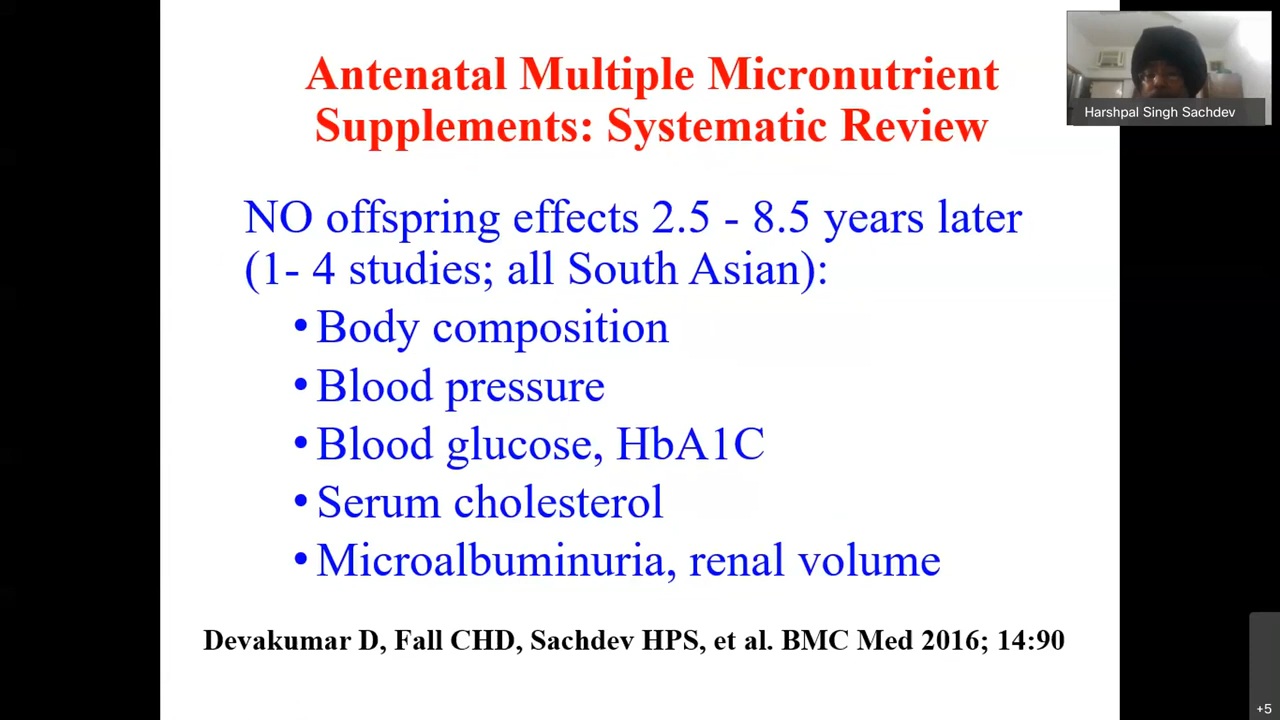 Antenatal Multiple Micronutrient
Supplements: Systematic Review
Harshpal Singh Sachdev
NO offspring effects 2.5 - 8.5 years later
(1- 4 studies; all South Asian):
•Body composition
•Blood pressure
•Blood glucose, HbA1C
•Serum cholesterol
•Microalbuminuria, renal volume
Devakumar D, Fall CHD, Sachdev HPS, et al. BMC Med 2016; 14:90
+5